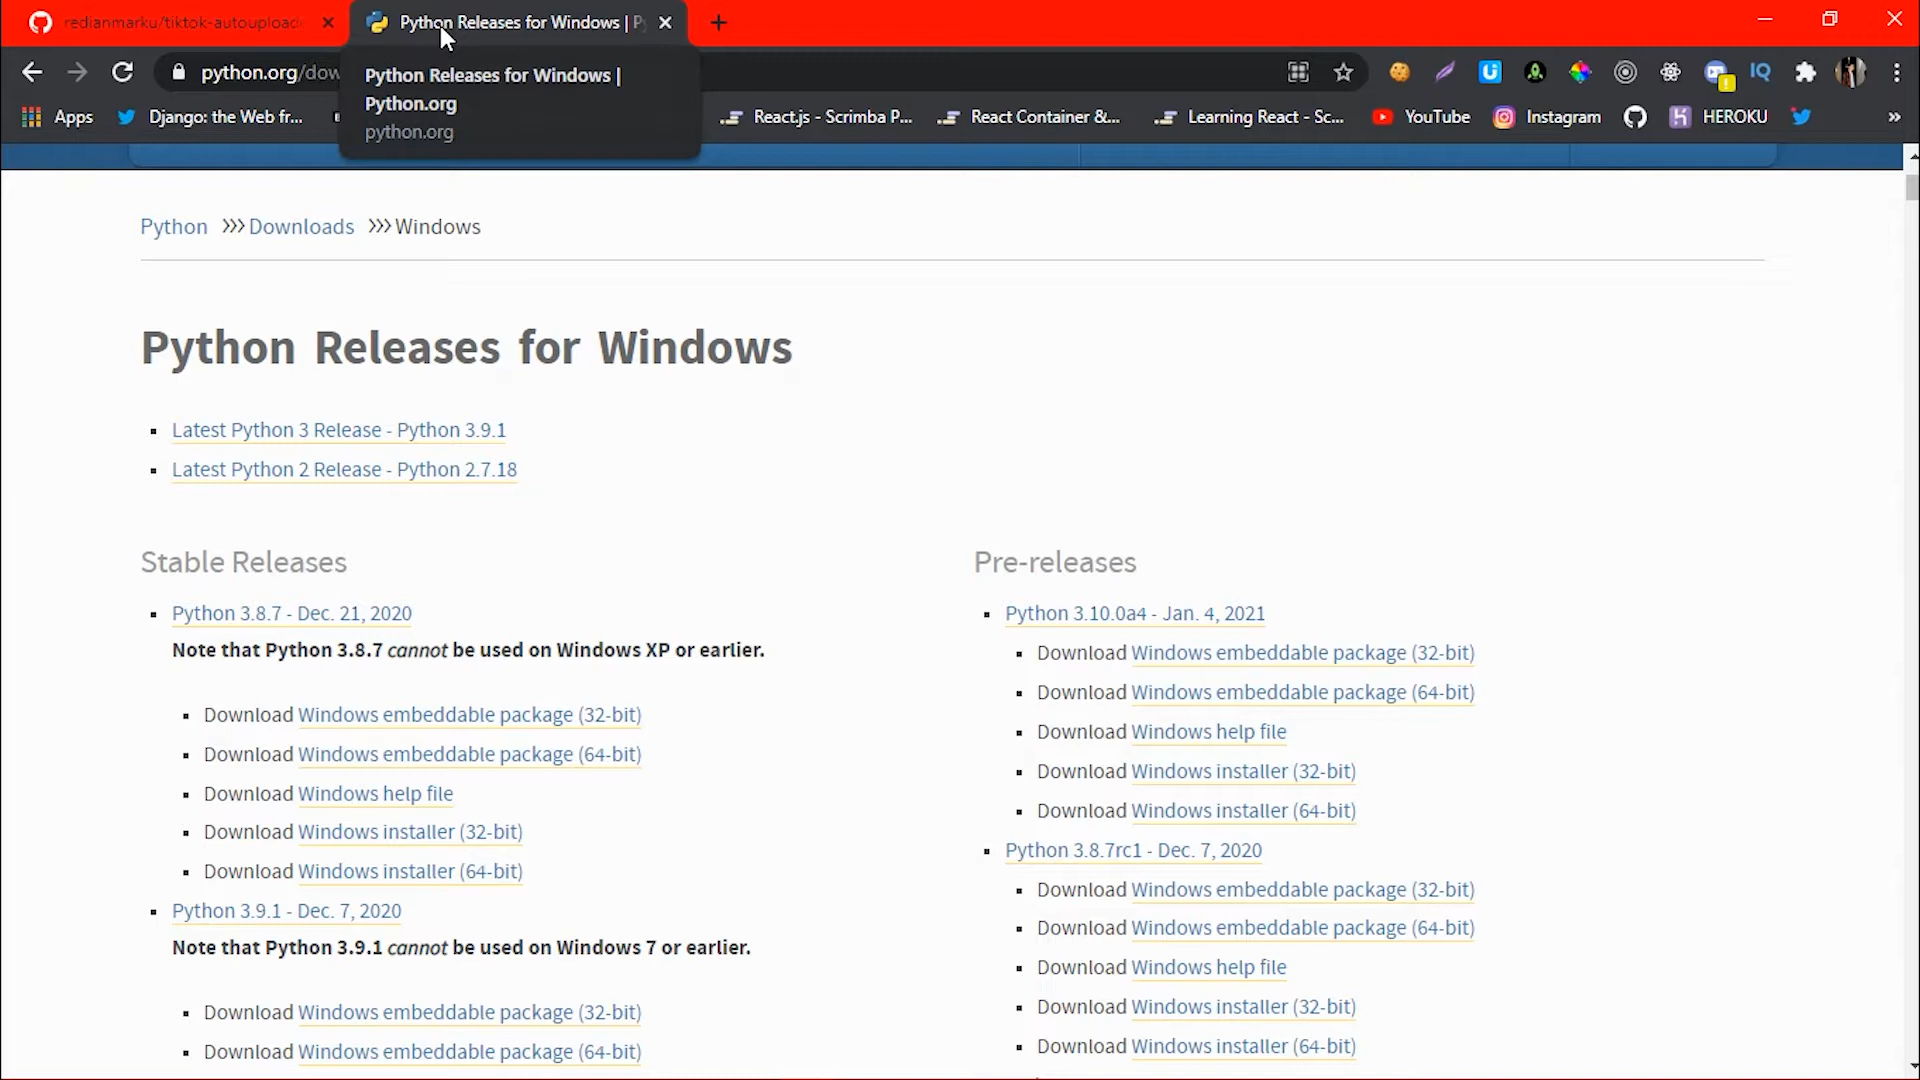 redianmarku/tiktok-autouploade
Python Releases for Windows | Py
python.org/dow
Python Releases for Windows |
Python.org
python.org
Apps
Django: the Web fr...
React.js - Scrimba P...
React Container &...
Learning React - Sc...
YouTube
Instagram
HEROKU
»
IQ
Python >>> Downloads >>> Windows
Python Releases for Windows
Latest Python 3 Release - Python 3.9.1
Latest Python 2 Release - Python 2.7.18
Stable Releases
Python 3.8.7 - Dec. 21, 2020
Note that Python 3.8.7 cannot be used on Windows XP or earlier.
Download Windows embeddable package (32-bit)
Download Windows embeddable package (64-bit)
Download Windows help file
Download Windows installer (32-bit)
Download Windows installer (64-bit)
Python 3.9.1 - Dec. 7, 2020
Note that Python 3.9.1 cannot be used on Windows 7 or earlier.
Download Windows embeddable package (32-bit)
Download Windows embeddable package (64-bit)
Pre-releases
Python 3.10.0a4 - Jan. 4, 2021
Download Windows embeddable package (32-bit)
Download Windows embeddable package (64-bit)
Download Windows help file
Download Windows installer (32-bit)
Download Windows installer (64-bit)
Python 3.8.7rc1 - Dec. 7, 2020
Download Windows embeddable package (32-bit)
Download Windows embeddable package (64-bit)
Download Windows help file
Download Windows installer (32-bit)
Download Windows installer (64-bit)